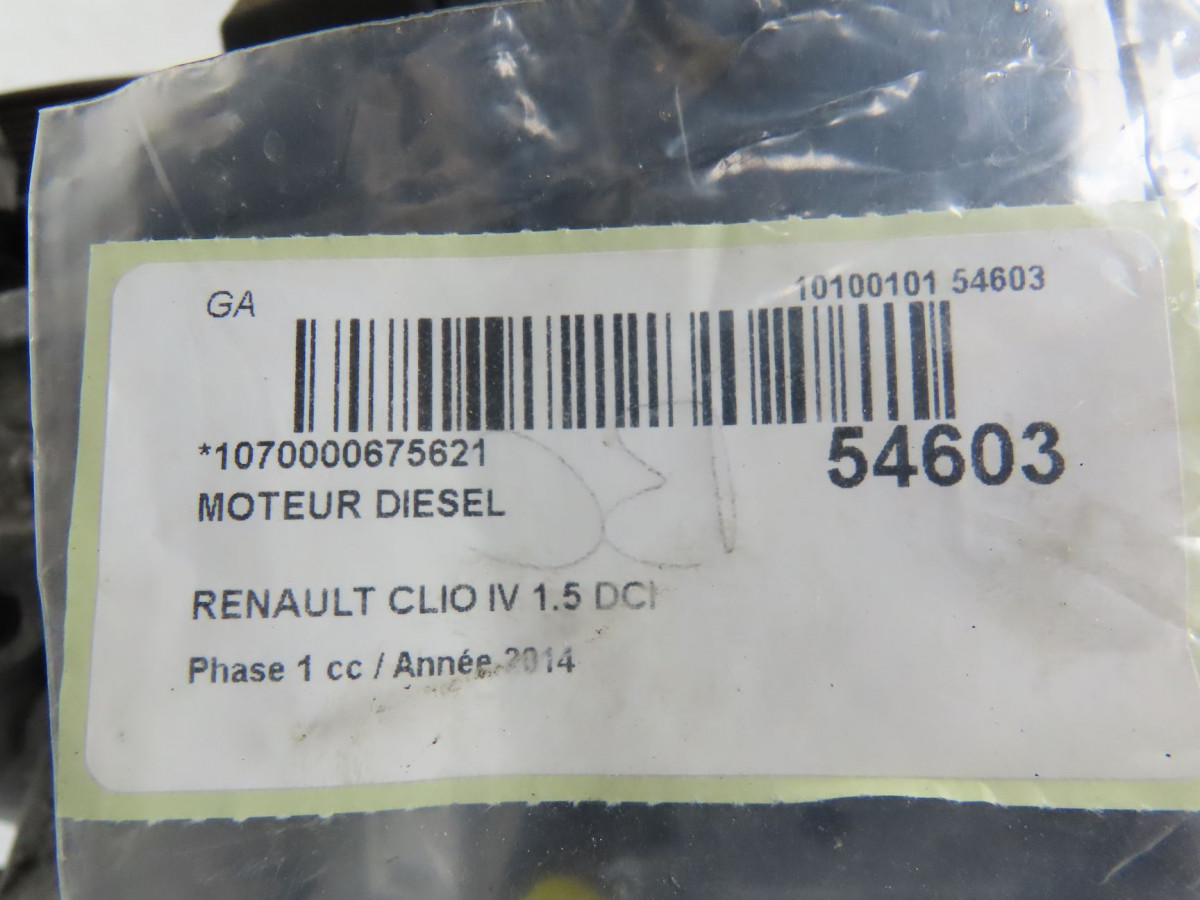 GA
10100101 54603
*1070000675621
54603
MOTEUR DIESEL
RENAULT CLIO IV 1.5 DCI
Phase 1 cc / Année 2014